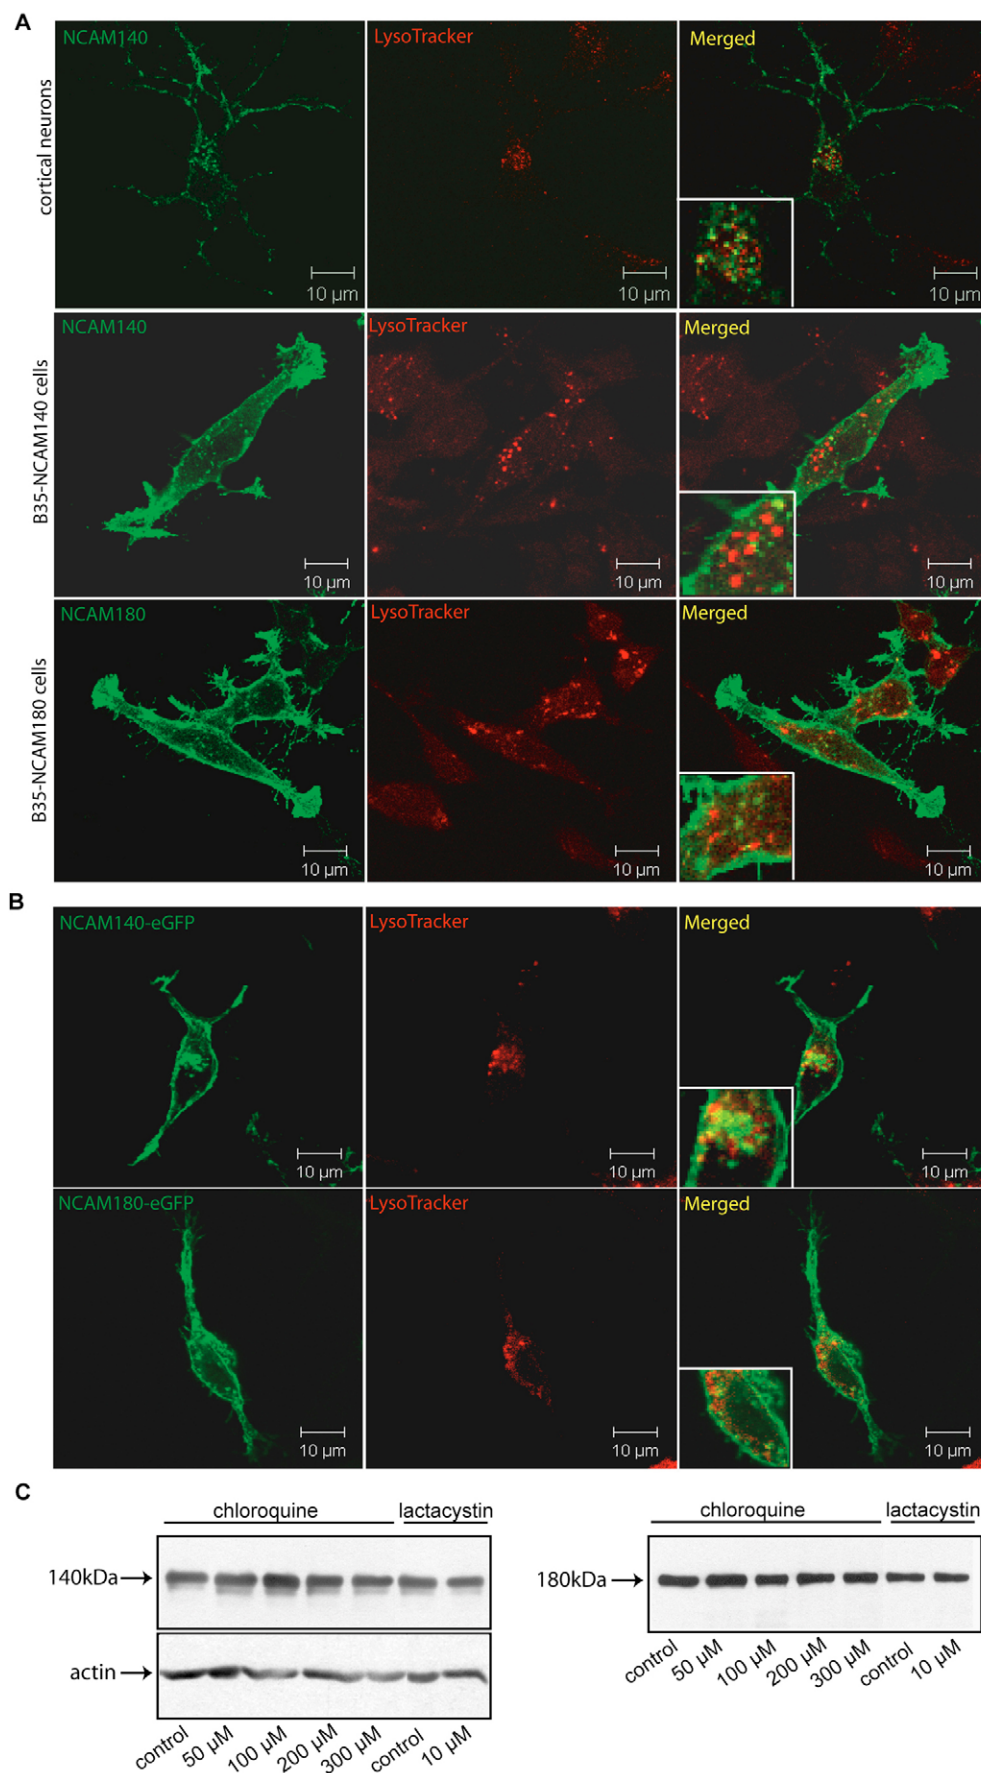 A
NCAM140
LysoTracker
Merged
cortical neurons
10 µm
10 µm
10 µm
NCAM140
LysoTracker
Merged
B35-NCAM140 cells
10 µm
10 µm
10 µm
NCAM180
LysoTracker
Merged
B35-NCAM180 cells
10 µm
10 µm
10 µm
B
NCAM140-eGFP
LysoTracker
Merged
10 µm
10 µm
10 µm
NCAM180-eGFP
LysoTracker
Merged
10 µm
10 µm
10 µm
C
chloroquine lactacystin
140kDa
actin
control 50 µM 100 µM 200 µM 300 µM control 10 µM
chloroquine lactacystin
180kDa
control 50 µM 100 µM 200 µM 300 µM control 10 µM